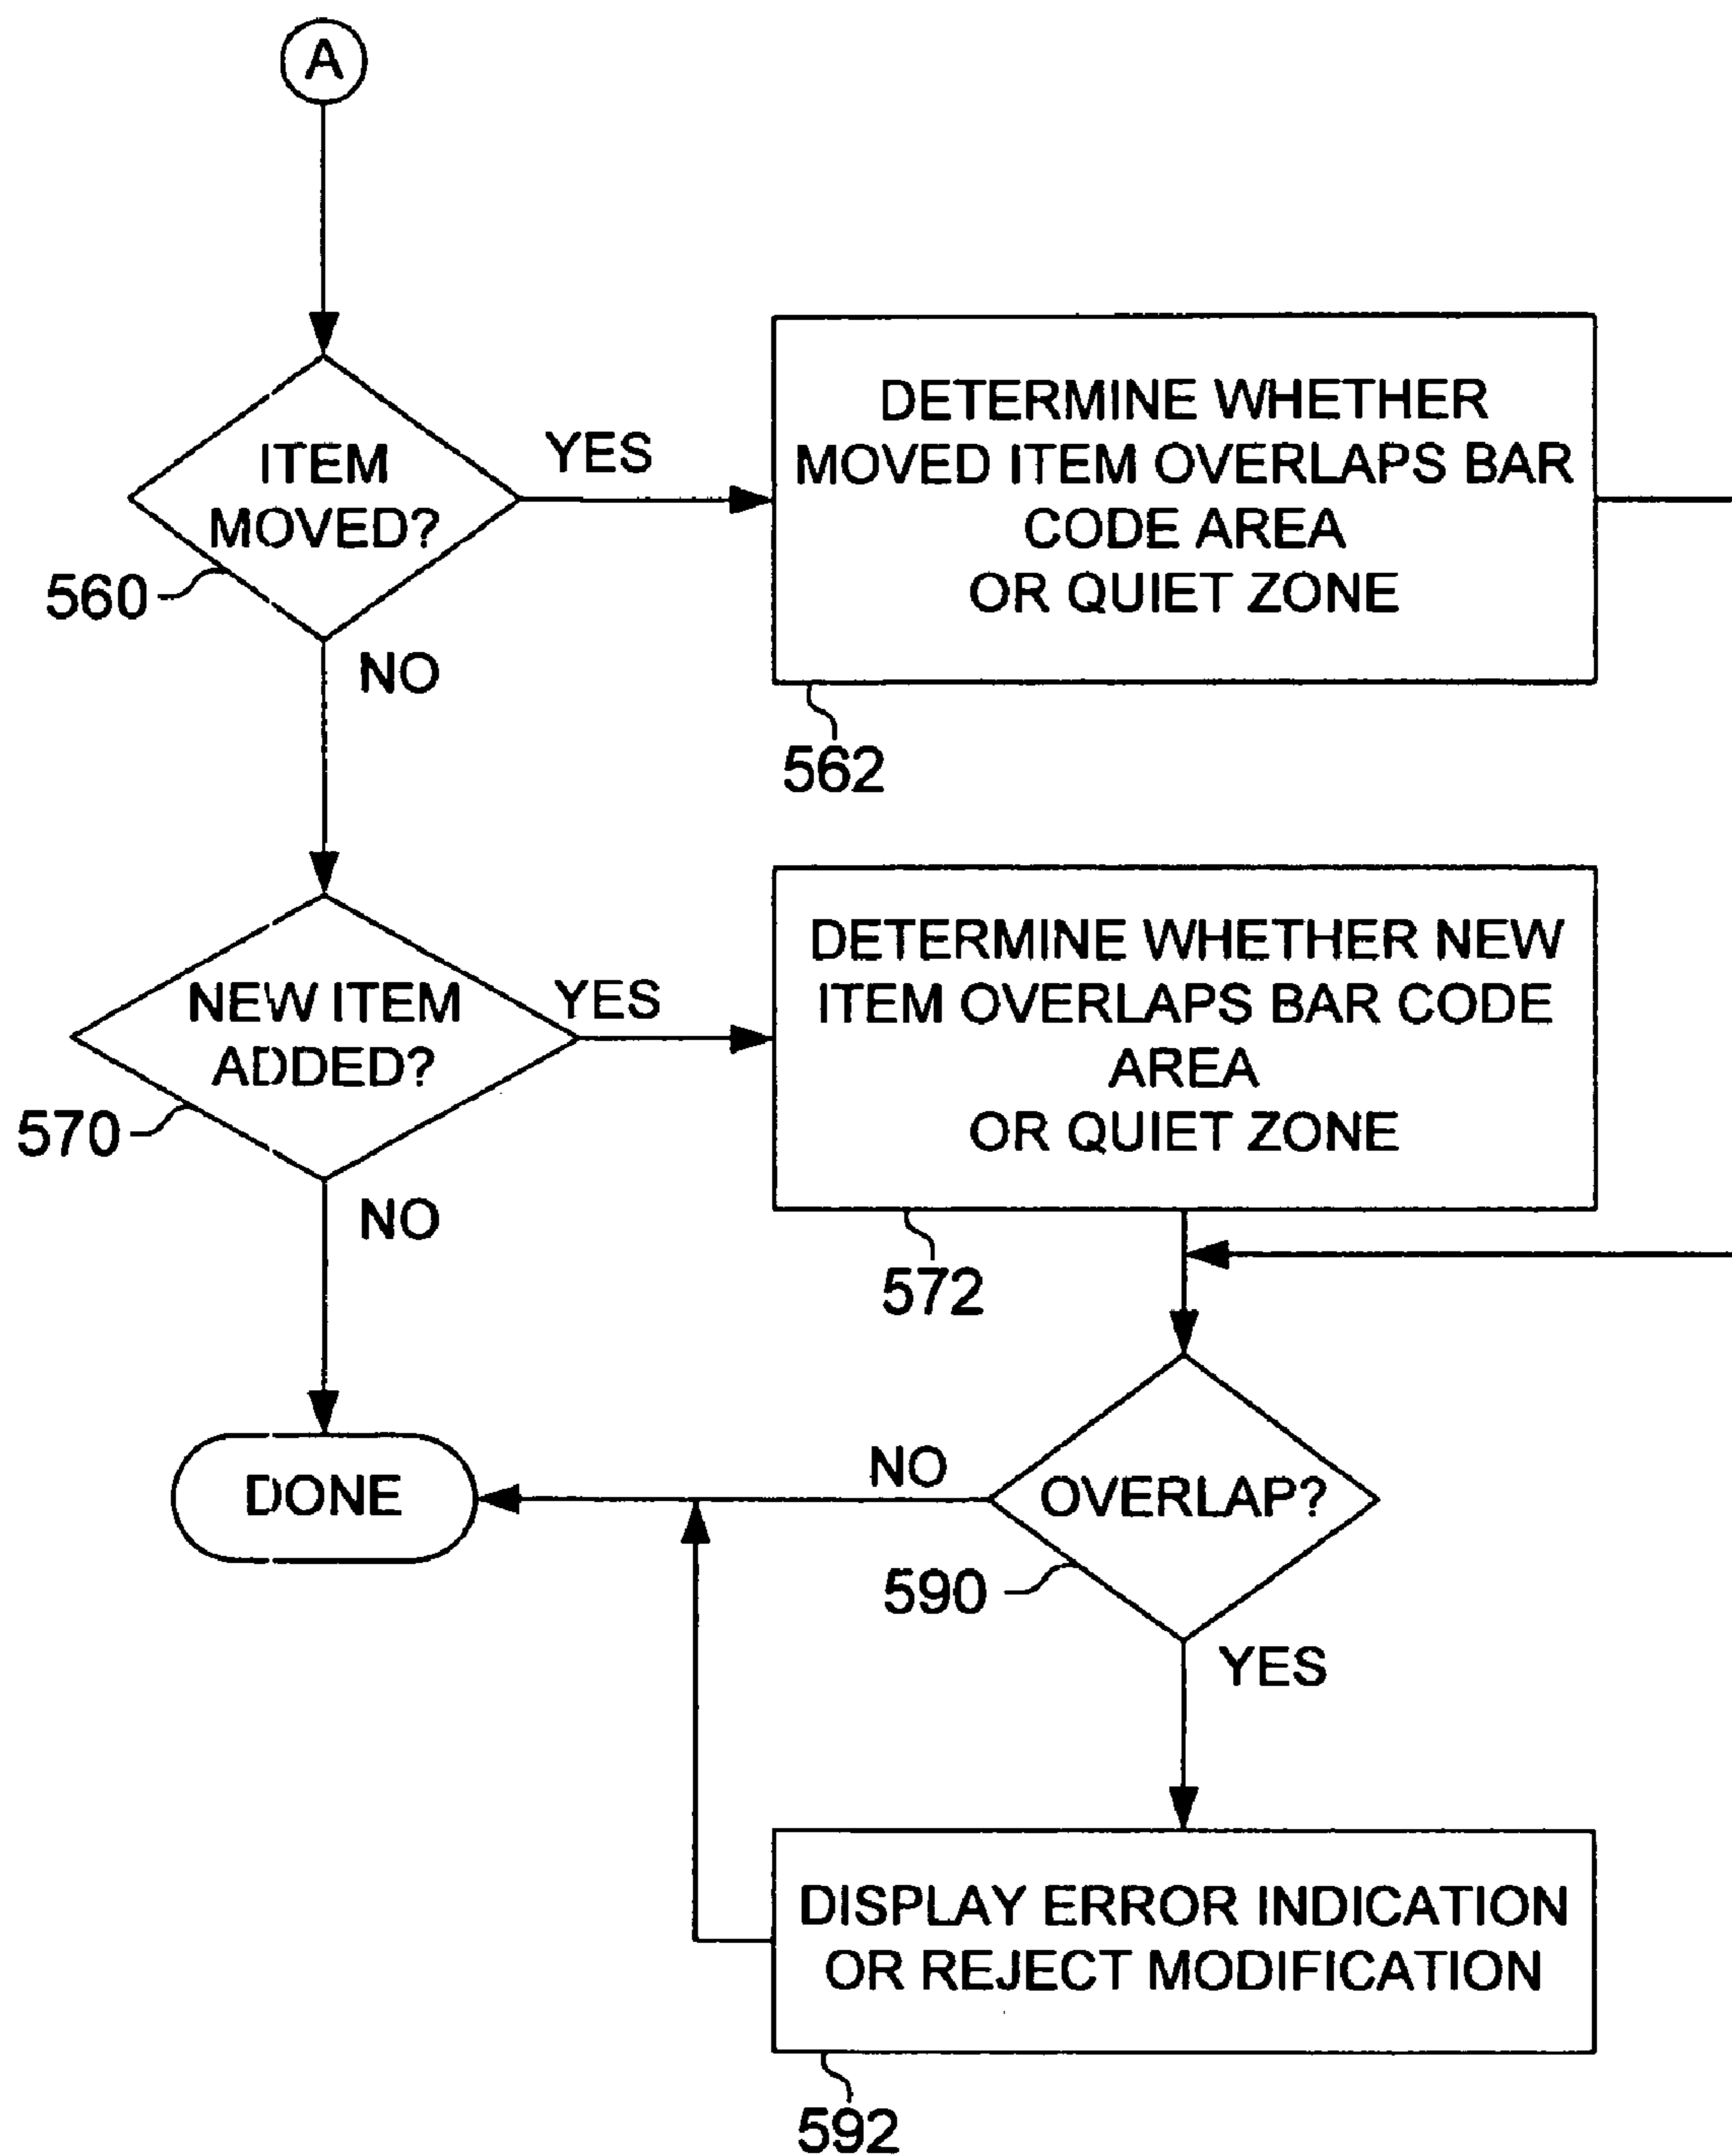 A
ITEM
MOVED?
YES
560
NO
DETERMINE WHETHER
MOVED ITEM OVERLAPS BAR
CODE AREA
OR QUIET ZONE
562
NEW ITEM
ADDED?
YES
570
NO
DETERMINE WHETHER NEW
ITEM OVERLAPS BAR CODE
AREA
OR QUIET ZONE
572
DONE
NO
OVERLAP?
590
YES
DISPLAY ERROR INDICATION
OR REJECT MODIFICATION
592